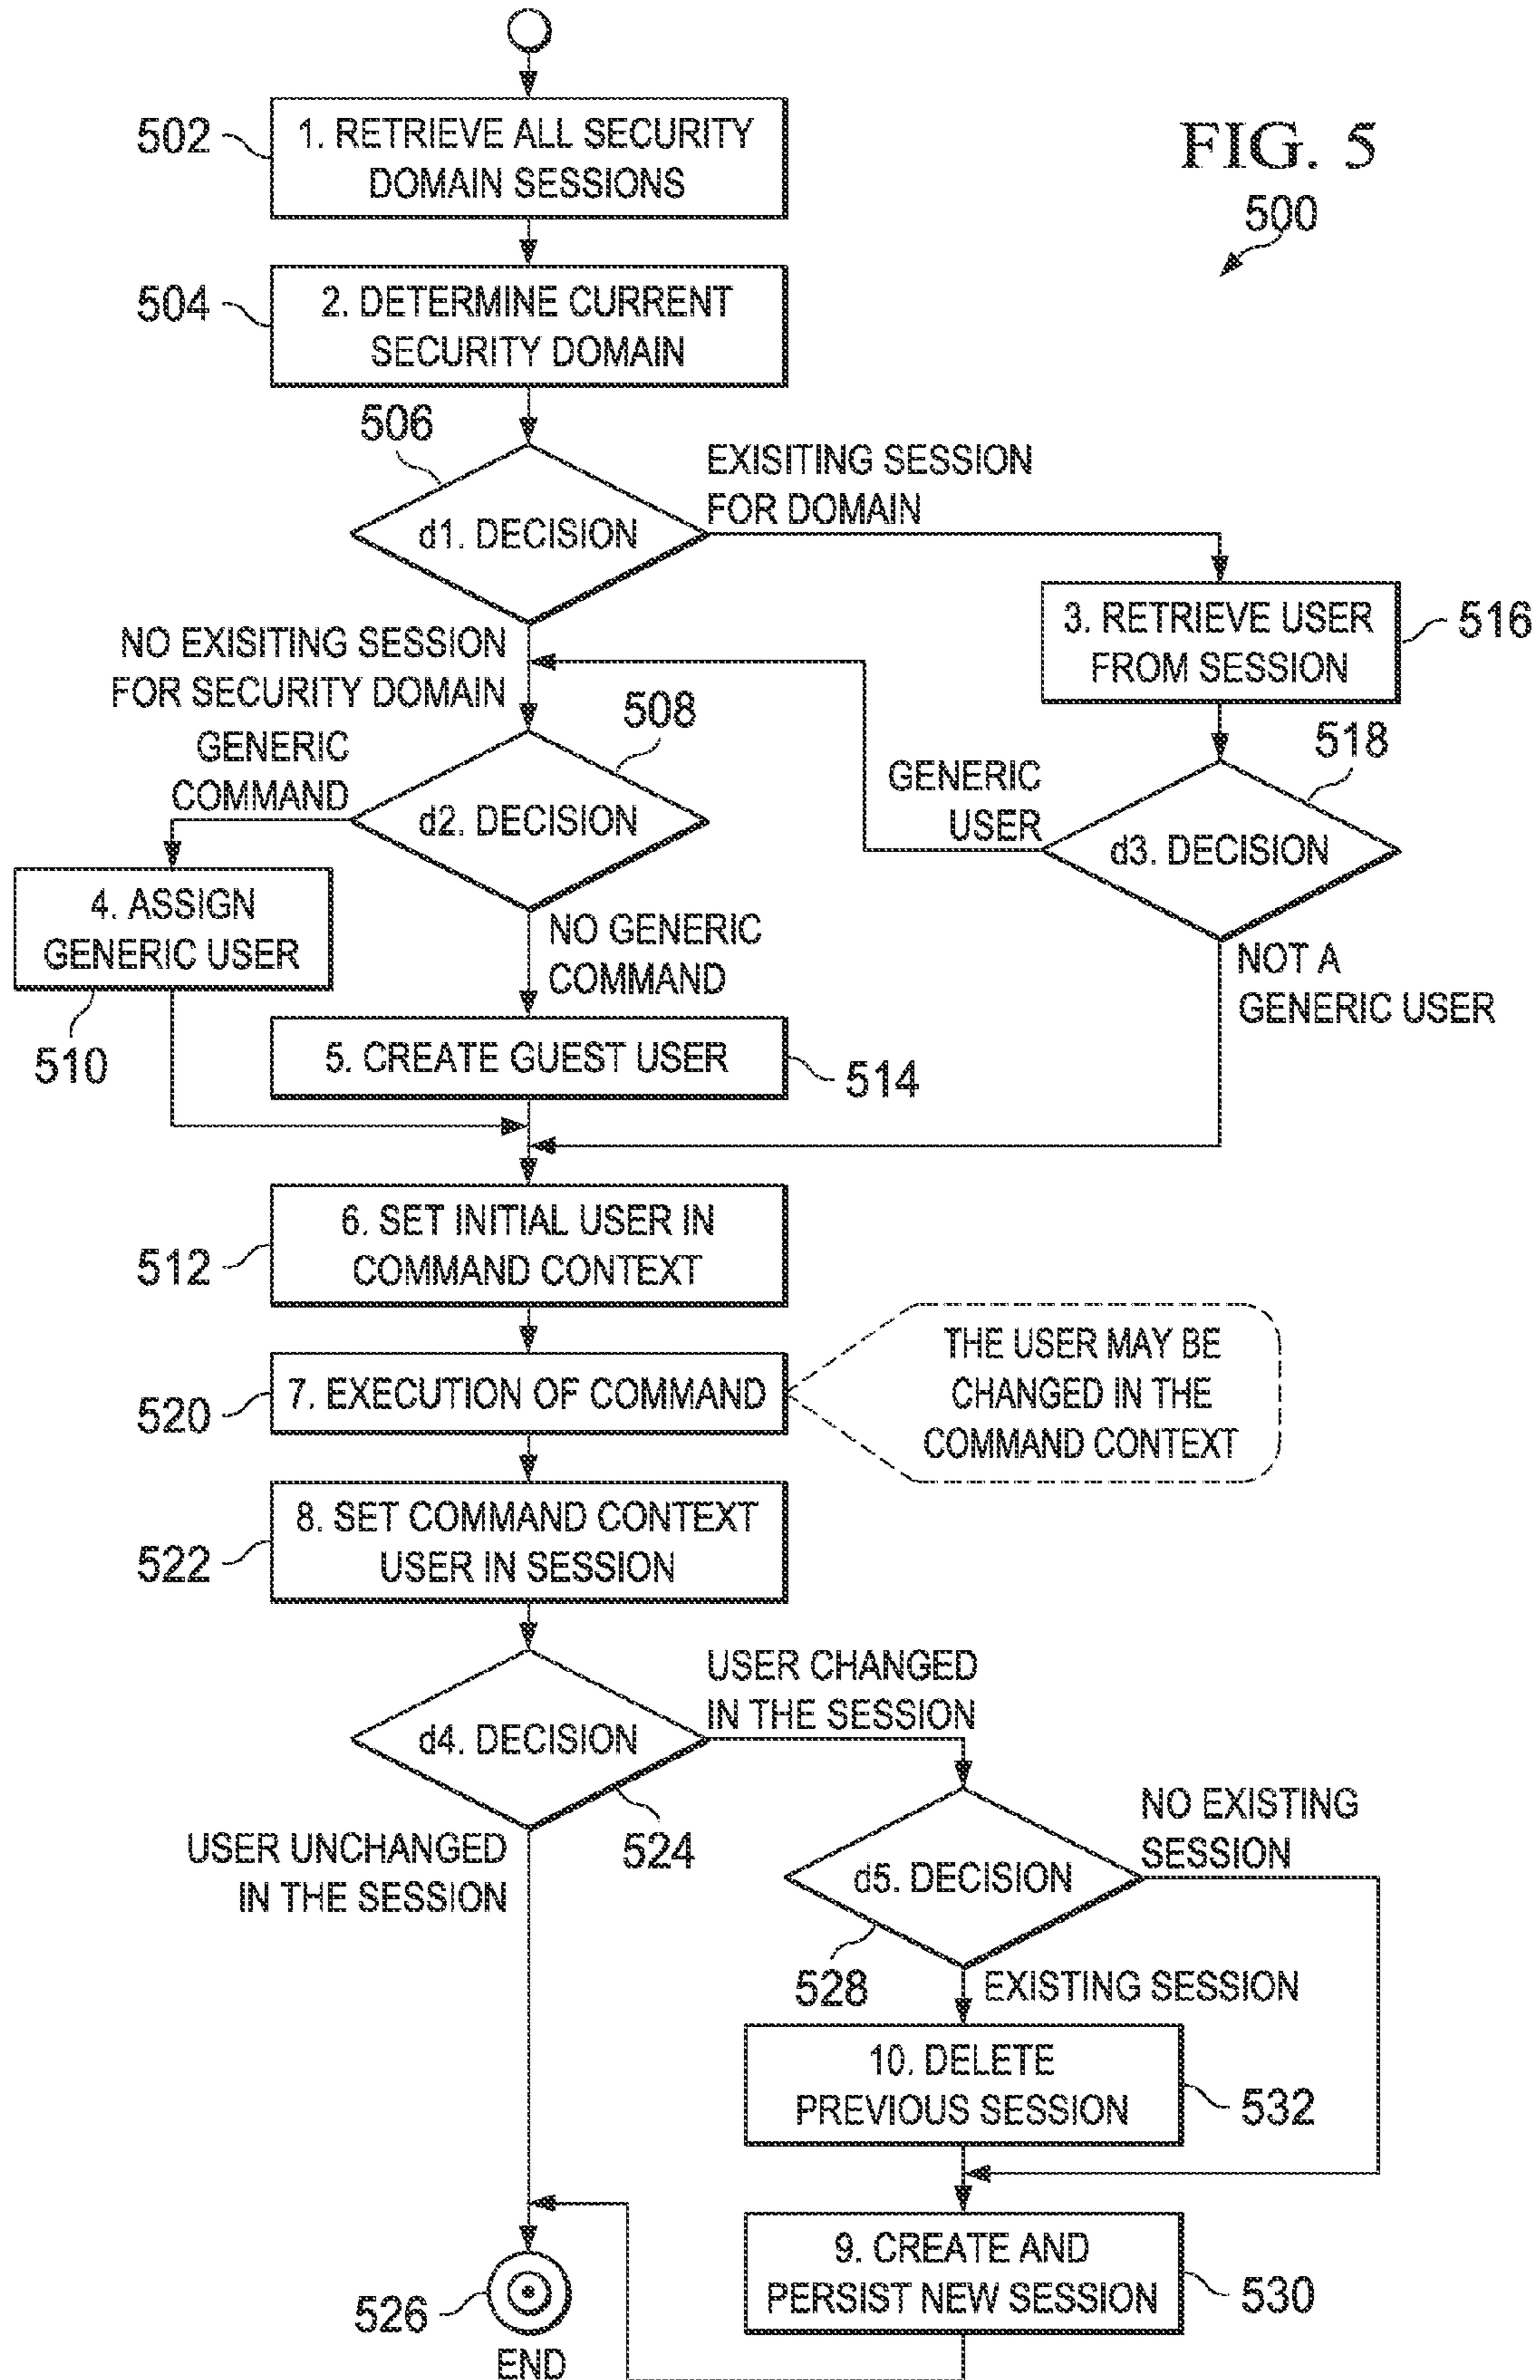 FIG. 5
500
502
1. RETRIEVE ALL SECURITY
DOMAIN SESSIONS
504
2. DETERMINE CURRENT
SECURITY DOMAIN
506
d1. DECISION
EXISITING SESSION
FOR DOMAIN
NO EXISITING SESSION
FOR SECURITY DOMAIN
3. RETRIEVE USER
FROM SESSION
516
508
d2. DECISION
GENERIC
COMMAND
518
d3. DECISION
GENERIC
USER
4. ASSIGN
GENERIC USER
510
NO GENERIC
COMMAND
NOT A
GENERIC USER
5. CREATE GUEST USER
514
6. SET INITIAL USER IN
COMMAND CONTEXT
512
7. EXECUTION OF COMMAND
520
THE USER MAY BE
CHANGED IN THE
COMMAND CONTEXT
8. SET COMMAND CONTEXT
USER IN SESSION
522
d4. DECISION
524
USER CHANGED
IN THE SESSION
USER UNCHANGED
IN THE SESSION
d5. DECISION
528
NO EXISTING
SESSION
EXISTING SESSION
10. DELETE
PREVIOUS SESSION
532
9. CREATE AND
PERSIST NEW SESSION
530
526
END